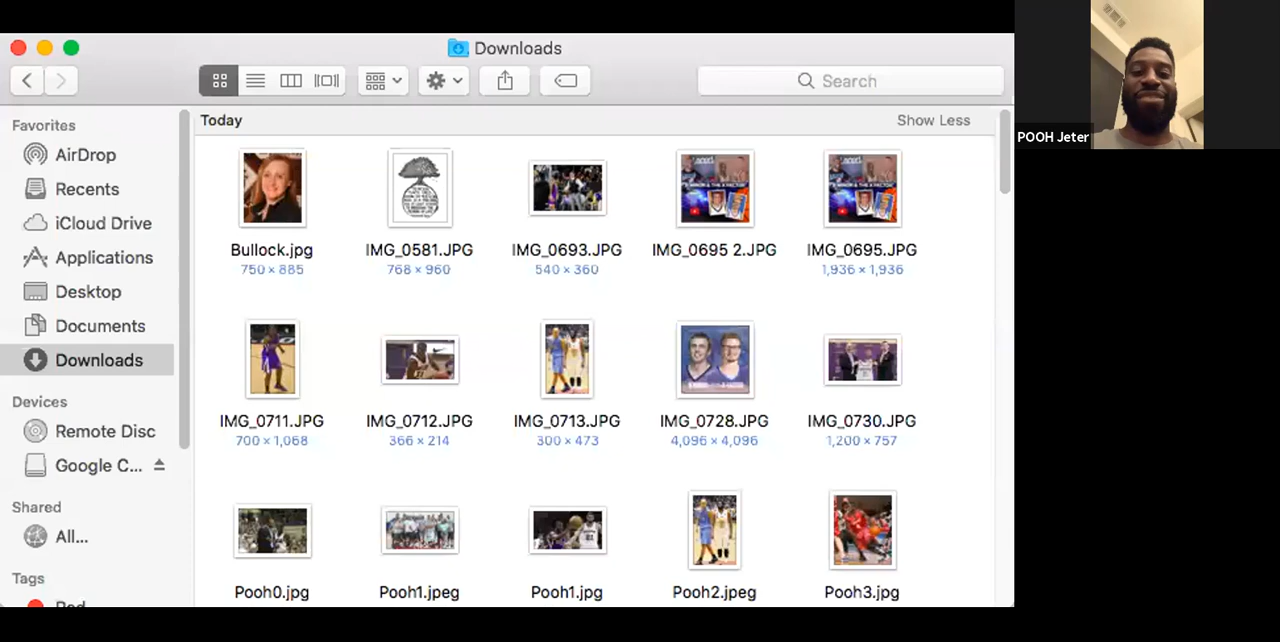 Downloads
Search
Favorites
AirDrop
Recents
iCloud Drive
Applications
Desktop
Documents
Downloads
Devices
Remote Disc
Google C...
Shared
All...
Tags
Red
Today
Show Less
Bullock.jpg
750 × 885
IMG_0581.JPG
768 × 960
IMG_0693.JPG
540 × 360
IMG_0695 2.JPG
IMG_0695.JPG
1,936 × 1,936
IMG_0711.JPG
700 × 1,068
IMG_0712.JPG
366 × 214
IMG_0713.JPG
300 × 473
IMG_0728.JPG
4,096 × 4,096
IMG_0730.JPG
1,200 × 757
Pooh0.jpg
Pooh1.jpeg
Pooh1.jpg
Pooh2.jpeg
Pooh3.jpg
POOH Jeter